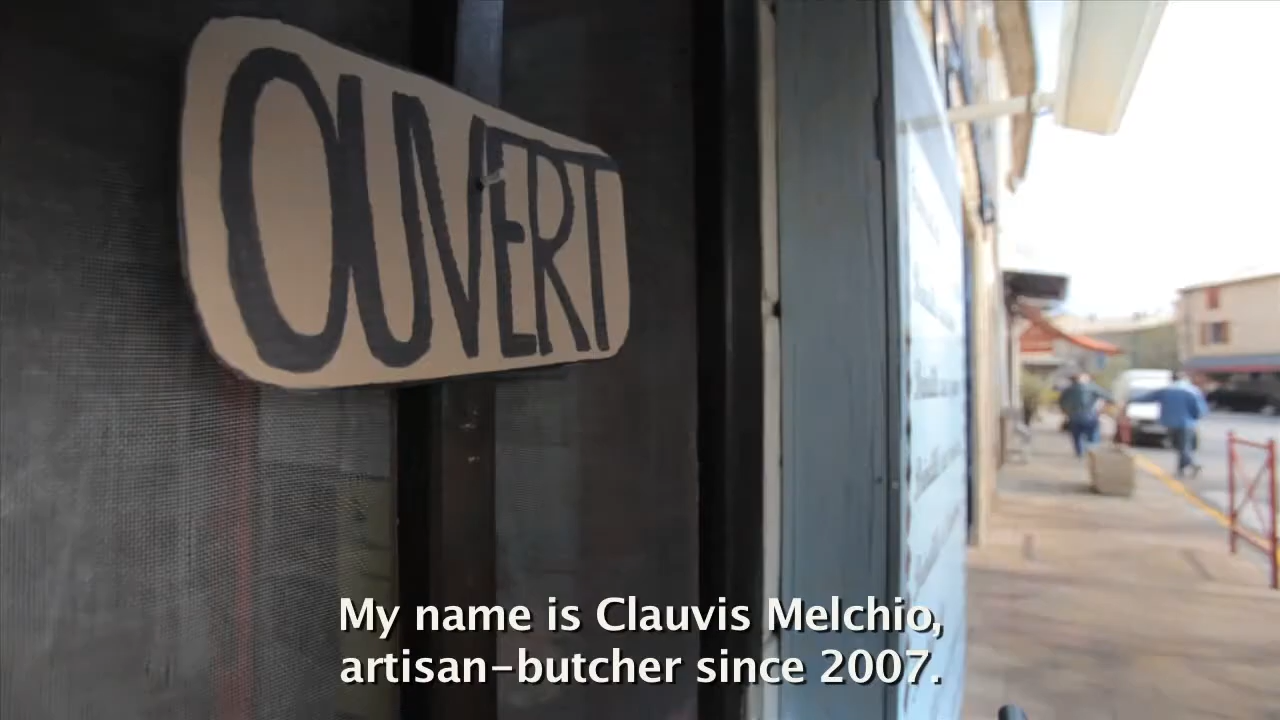 OUVERT
My name is Clauvis Melchio,
artisan-butcher since 2007.